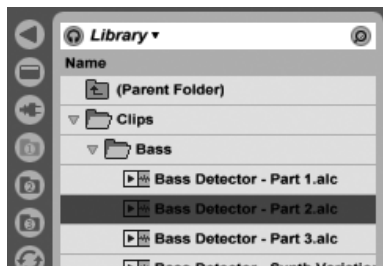 Library
Name
(Parent Folder)
Clips
Bass
Bass Detector - Part 1.alc
Bass Detector - Part 2.alc
Bass Detector - Part 3.alc